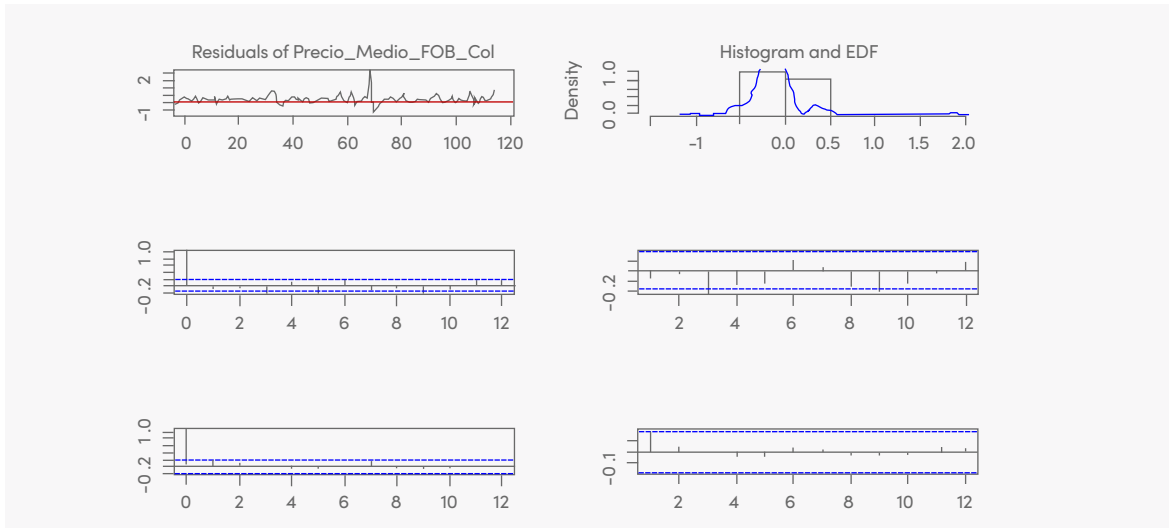 Residuals of Precio_Medio_FOB_Col
Histogram and EDF
2
-1
0 20 40 60 80 100 120
Density
1.0
0.0
-1 0.0 0.5 1.0 1.5 2.0
1.0
-0.2
0 2 4 6 8 10 12
-0.2
2 4 6 8 10 12
1.0
-0.2
0 2 4 6 8 10 12
-0.1
2 4 6 8 10 12